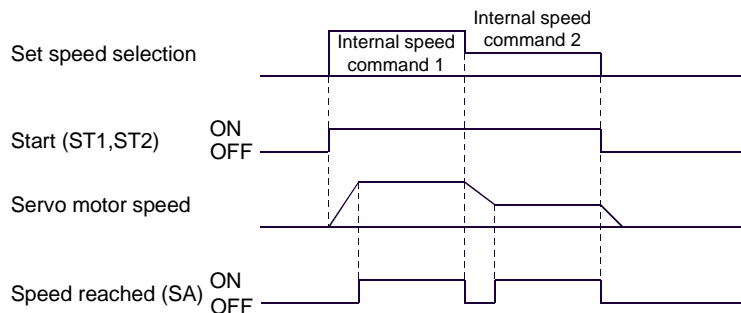 Set speed selection
Internal speed
command 1
Internal speed
command 2
Start (ST1,ST2)
ON
OFF
Servo motor speed
Speed reached (SA)
ON
OFF